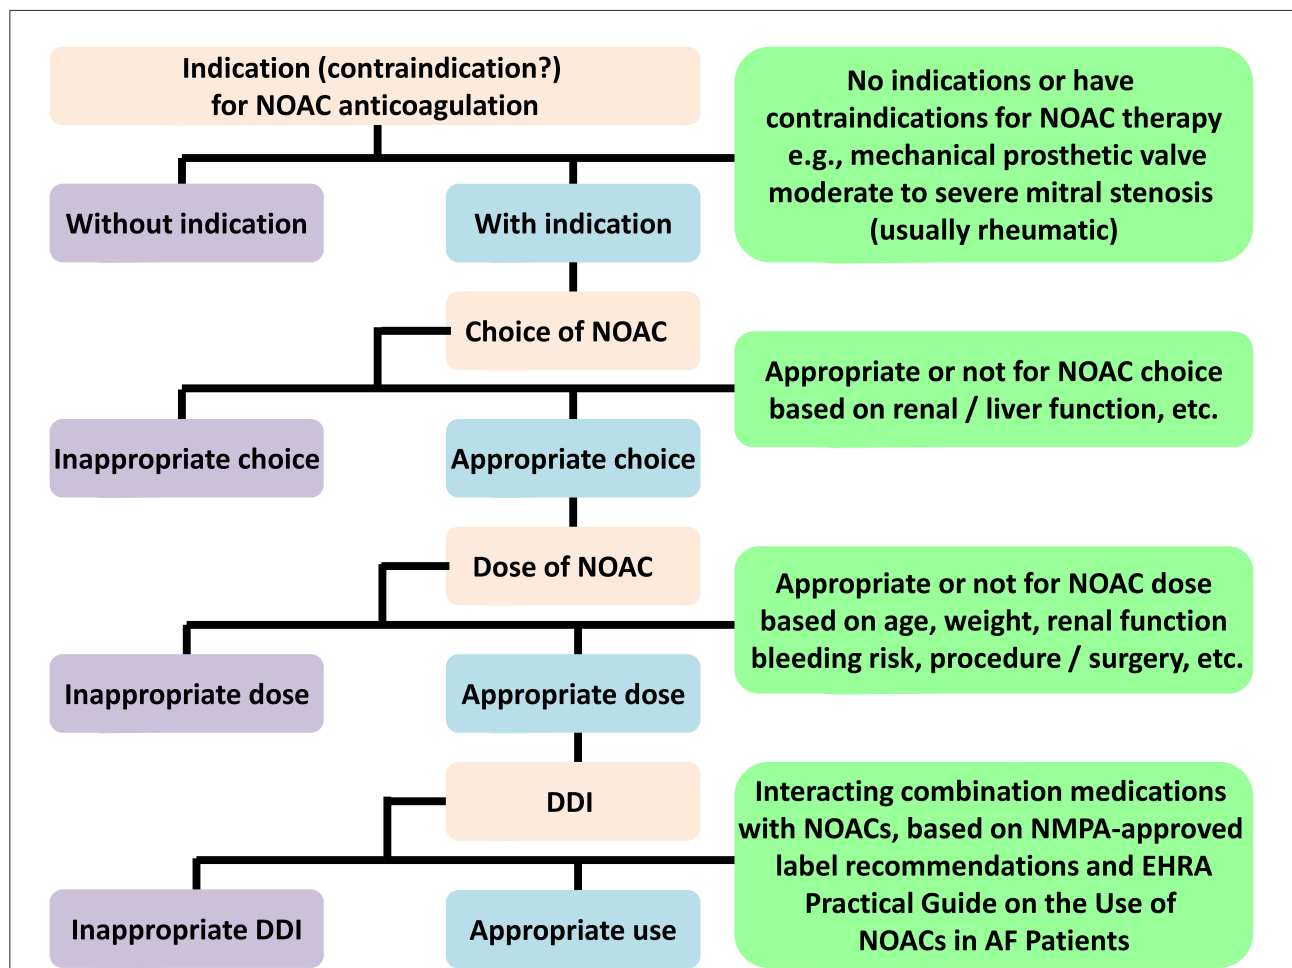 Indication (contraindication?)
for NOAC anticoagulation
No indications or have
contraindications for NOAC therapy
e.g., mechanical prosthetic valve
moderate to severe mitral stenosis
(usually rheumatic)
Without indication
With indication
Choice of NOAC
Appropriate or not for NOAC choice
based on renal / liver function, etc.
Inappropriate choice
Appropriate choice
Dose of NOAC
Appropriate or not for NOAC dose
based on age, weight, renal function
bleeding risk, procedure / surgery, etc.
Inappropriate dose
Appropriate dose
DDI
Interacting combination medications
with NOACs, based on NMPA-approved
label recommendations and EHRA
Practical Guide on the Use of
NOACs in AF Patients
Inappropriate DDI
Appropriate use